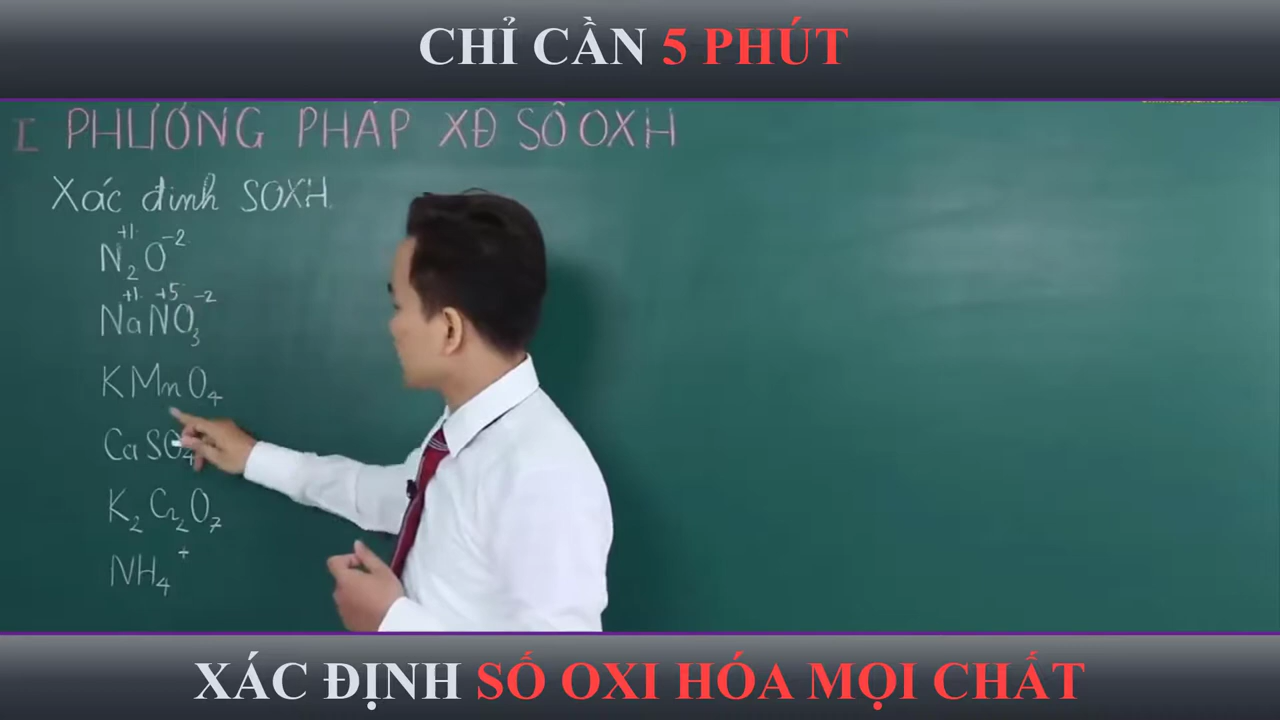 CHỈ CẦN 5 PHÚT
I PHƯƠNG PHÁP XĐ SỐ OXH
Xác định SOXH
+1 -2
N₂O
+1 +5 -2
NaNO₃
KMnO₄
CaSO₄
K₂Cr₂O₇
NH₄⁺
XÁC ĐỊNH SỐ OXI HÓA MỌI CHẤT